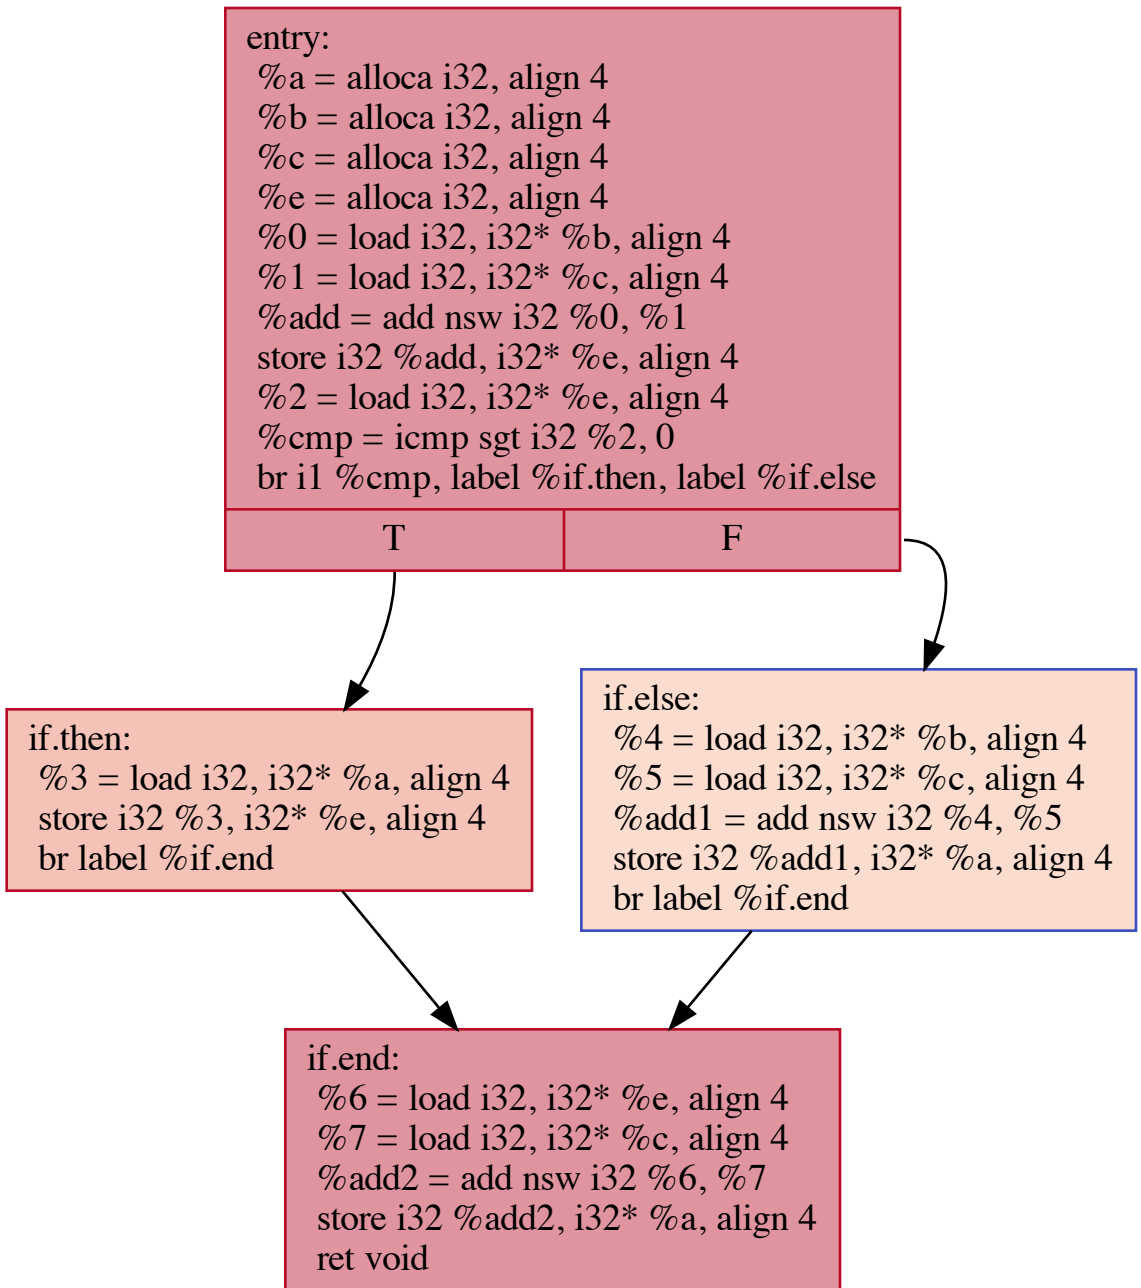 entry:
%a = alloca i32, align 4
%b = alloca i32, align 4
%c = alloca i32, align 4
%e = alloca i32, align 4
%0 = load i32, i32* %b, align 4
%1 = load i32, i32* %c, align 4
%add = add nsw i32 %0, %1
store i32 %add, i32* %e, align 4
%2 = load i32, i32* %e, align 4
%cmp = icmp sgt i32 %2, 0
br i1 %cmp, label %if.then, label %if.else
T
F
if.then:
%3 = load i32, i32* %a, align 4
store i32 %3, i32* %e, align 4
br label %if.end
if.else:
%4 = load i32, i32* %b, align 4
%5 = load i32, i32* %c, align 4
%add1 = add nsw i32 %4, %5
store i32 %add1, i32* %a, align 4
br label %if.end
if.end:
%6 = load i32, i32* %e, align 4
%7 = load i32, i32* %c, align 4
%add2 = add nsw i32 %6, %7
store i32 %add2, i32* %a, align 4
ret void